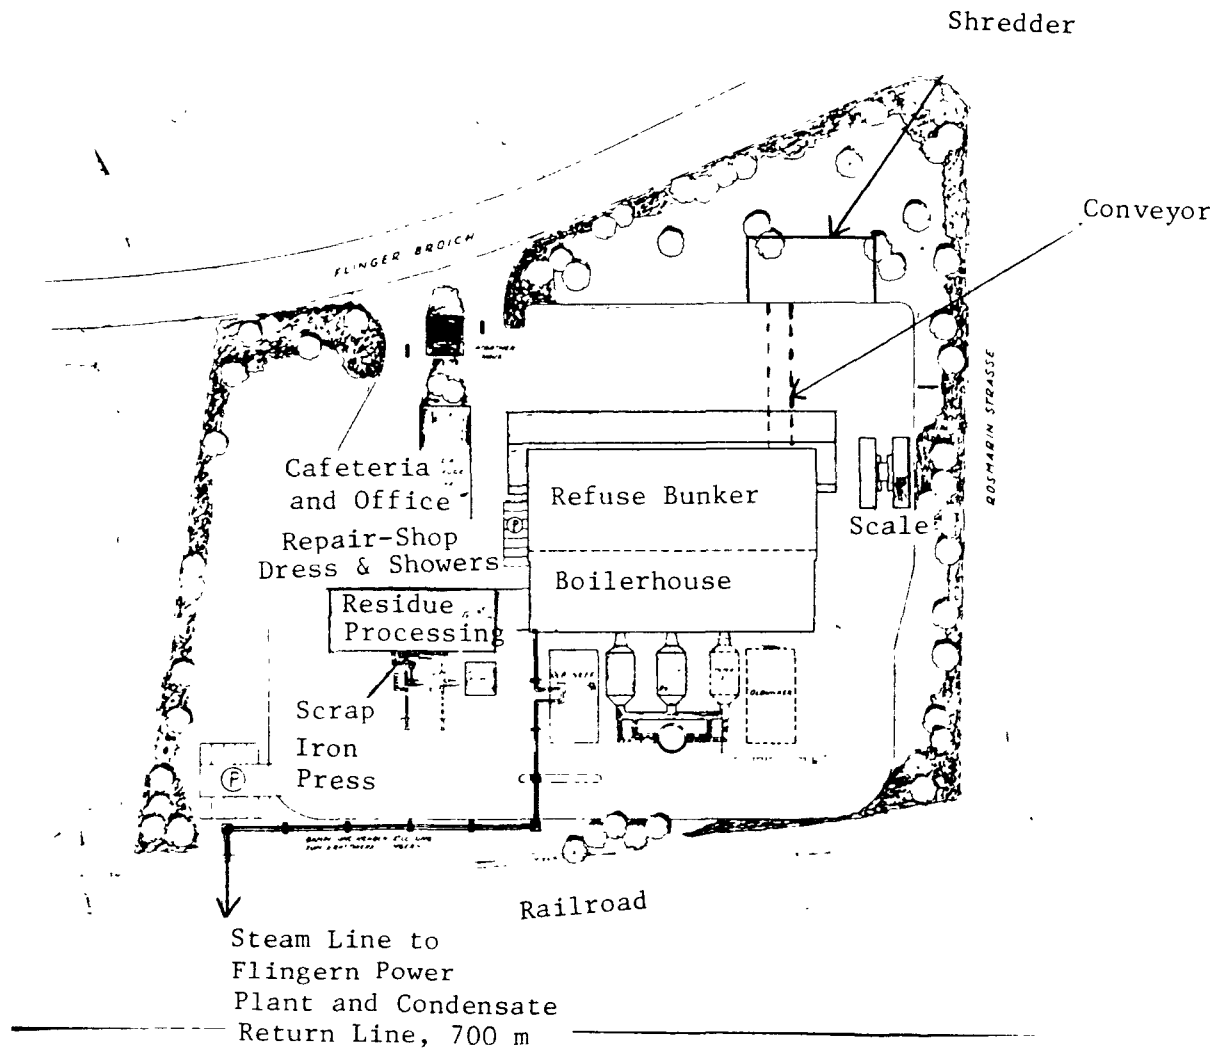 Shredder
Conveyor
FLINGER BROICH
ROSMARIN STRASSE
Cafeteria
and Office
Refuse Bunker
Scale
P
Repair-Shop
Dress & Showers
Boilerhouse
Residue
Processing
Scrap
Iron
Press
P
Railroad
Steam Line to
Flingern Power
Plant and Condensate
Return Line, 700 m